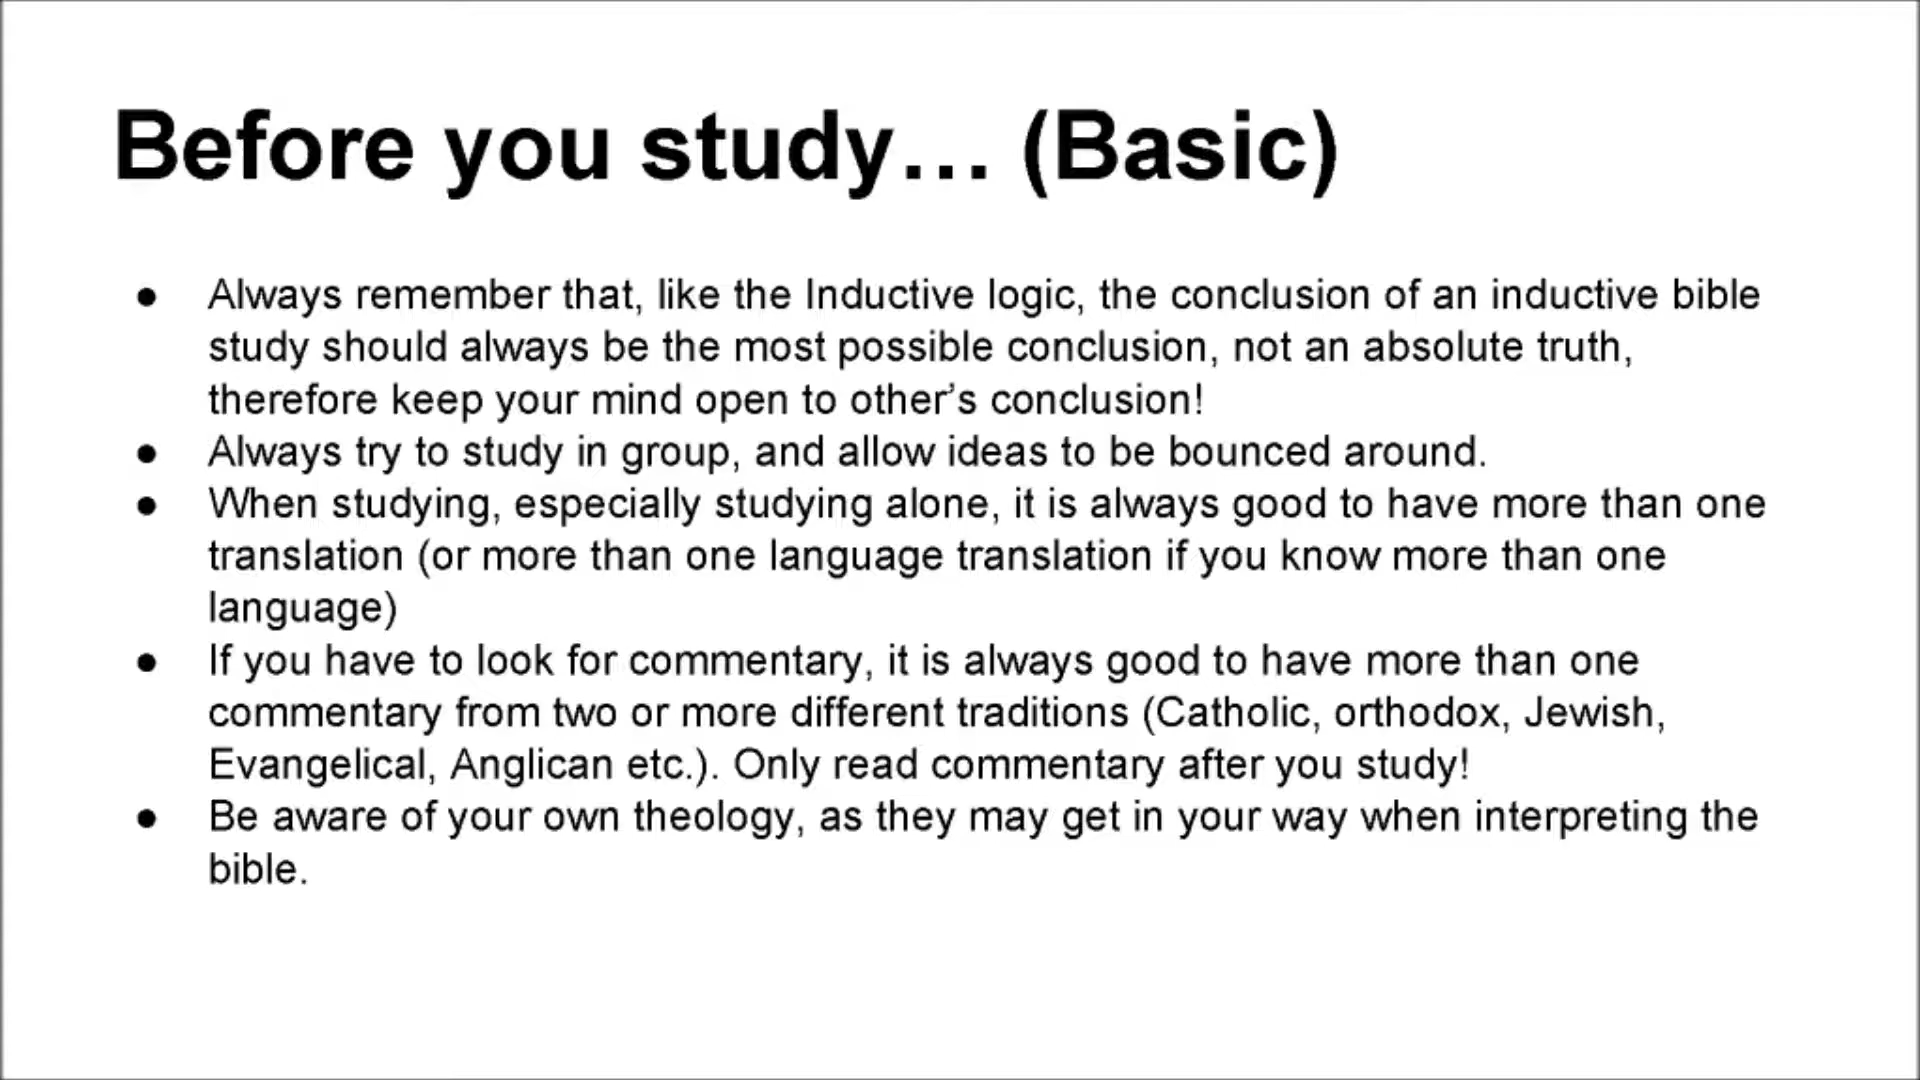 Before you study… (Basic)
● Always remember that, like the Inductive logic, the conclusion of an inductive bible
study should always be the most possible conclusion, not an absolute truth,
therefore keep your mind open to other’s conclusion!
● Always try to study in group, and allow ideas to be bounced around.
● When studying, especially studying alone, it is always good to have more than one
translation (or more than one language translation if you know more than one
language)
● If you have to look for commentary, it is always good to have more than one
commentary from two or more different traditions (Catholic, orthodox, Jewish,
Evangelical, Anglican etc.). Only read commentary after you study!
● Be aware of your own theology, as they may get in your way when interpreting the
bible.